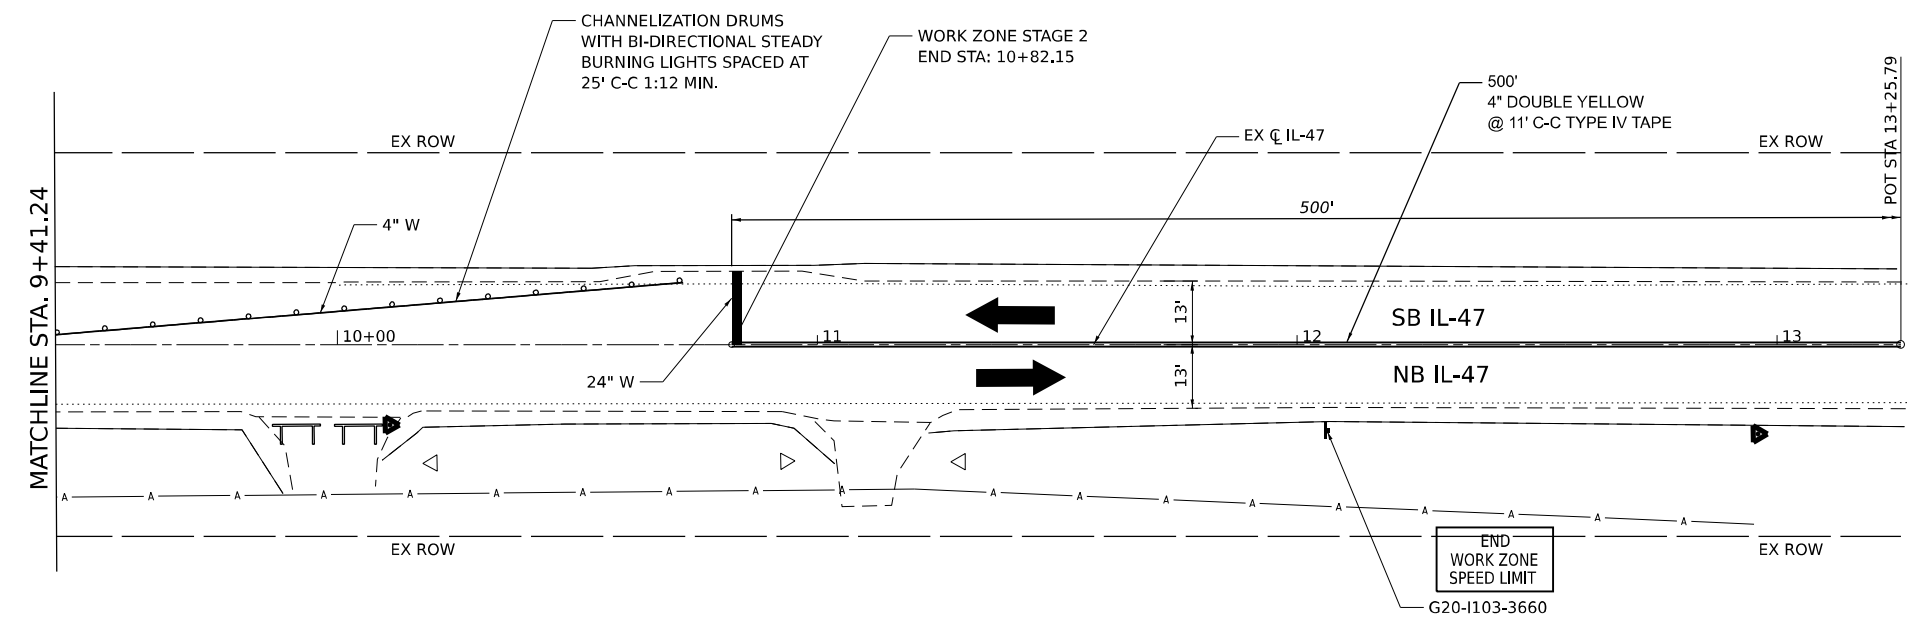 CHANNELIZATION DRUMS
WITH BI-DIRECTIONAL STEADY
BURNING LIGHTS SPACED AT
25' C-C 1:12 MIN.
WORK ZONE STAGE 2
END STA: 10+82.15
500'
4" DOUBLE YELLOW
@ 11' C-C TYPE IV TAPE
POT STA 13+25.79
EX ROW
EX ℄ IL-47
EX ROW
MATCHLINE STA. 9+41.24
4" W
500'
13'
SB IL-47
10+00
11
12
13
24" W
13'
NB IL-47
A A A A A A A A A A A A A A A A A A A A
EX ROW
END
WORK ZONE
SPEED LIMIT
EX ROW
G20-I103-3660